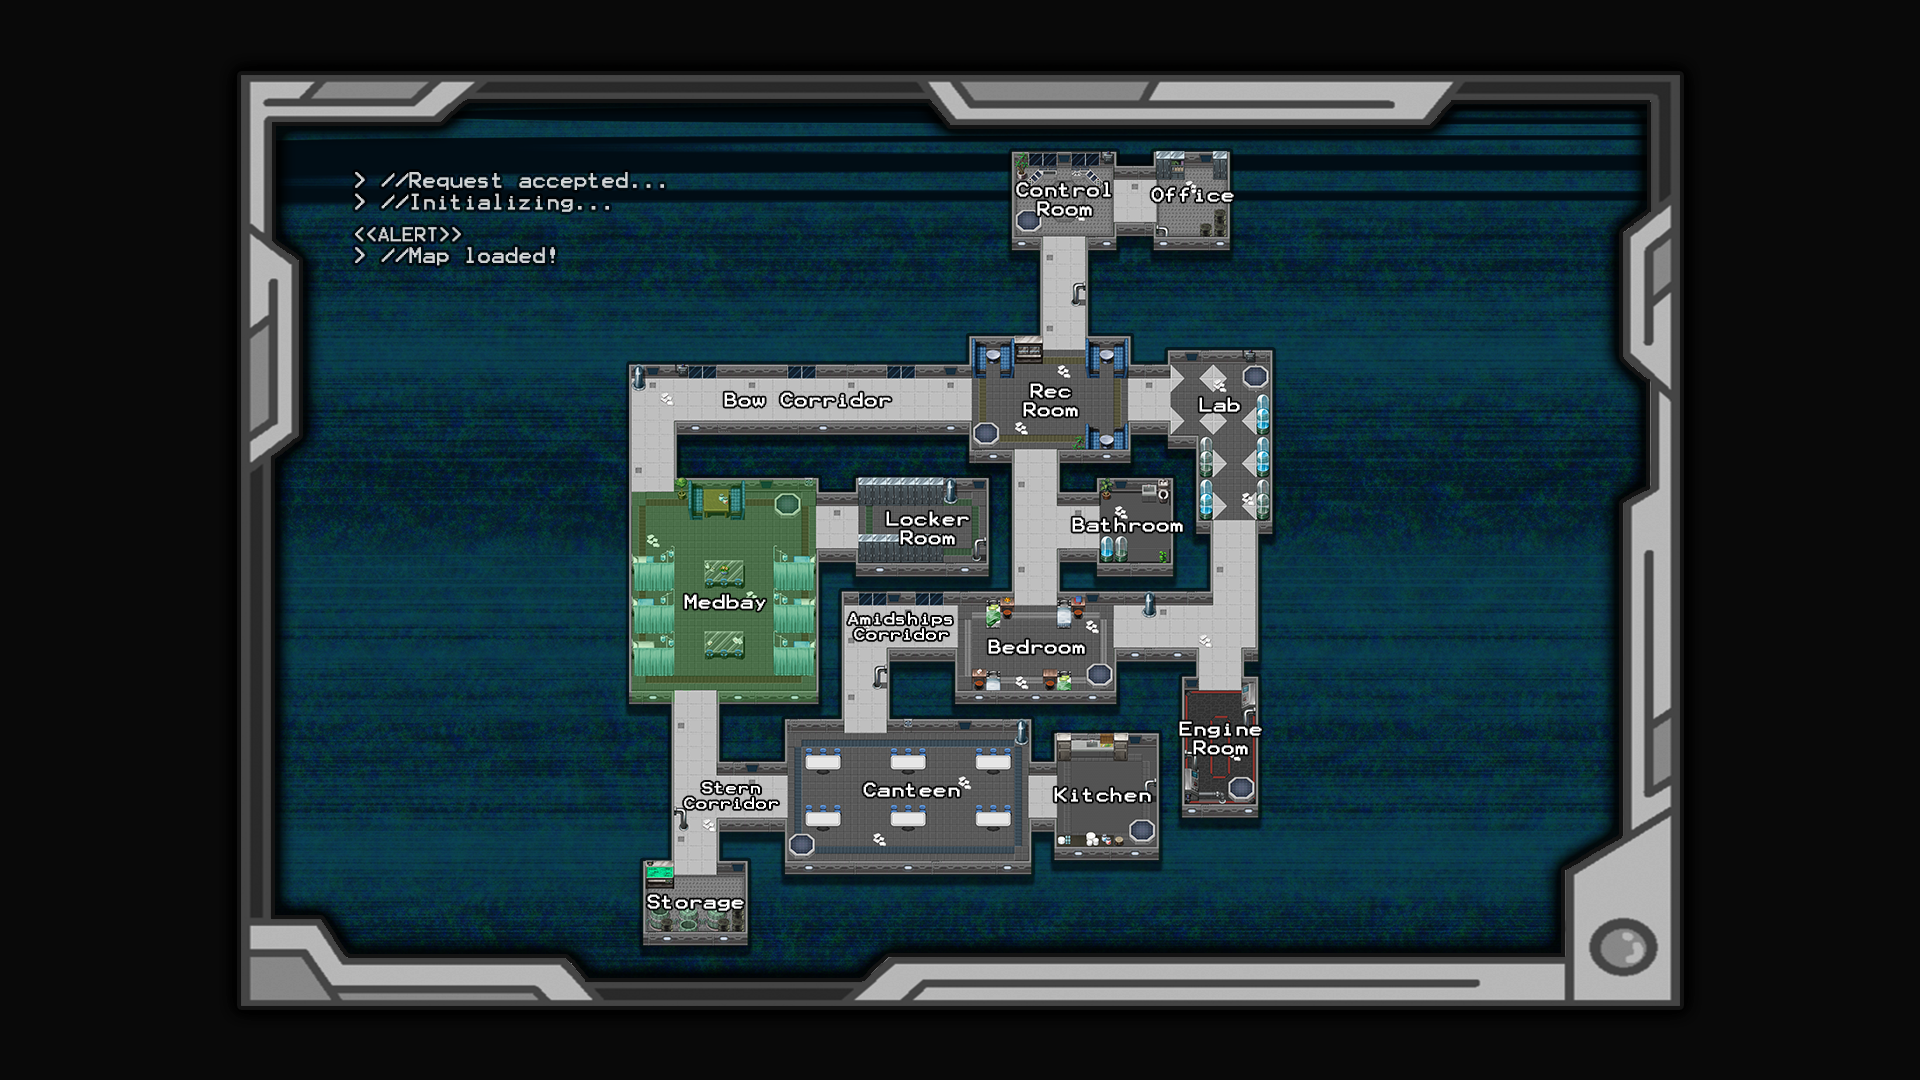 > //Request accepted...
> //Initializing...
<<ALERT>>
> //Map loaded!
Control
Room
Office
Bow Corridor
Rec
Room
Lab
Locker
Room
Bathroom
Medbay
Amidships
Corridor
Bedroom
Engine
Room
Stern
Corridor
Canteen
Kitchen
Storage